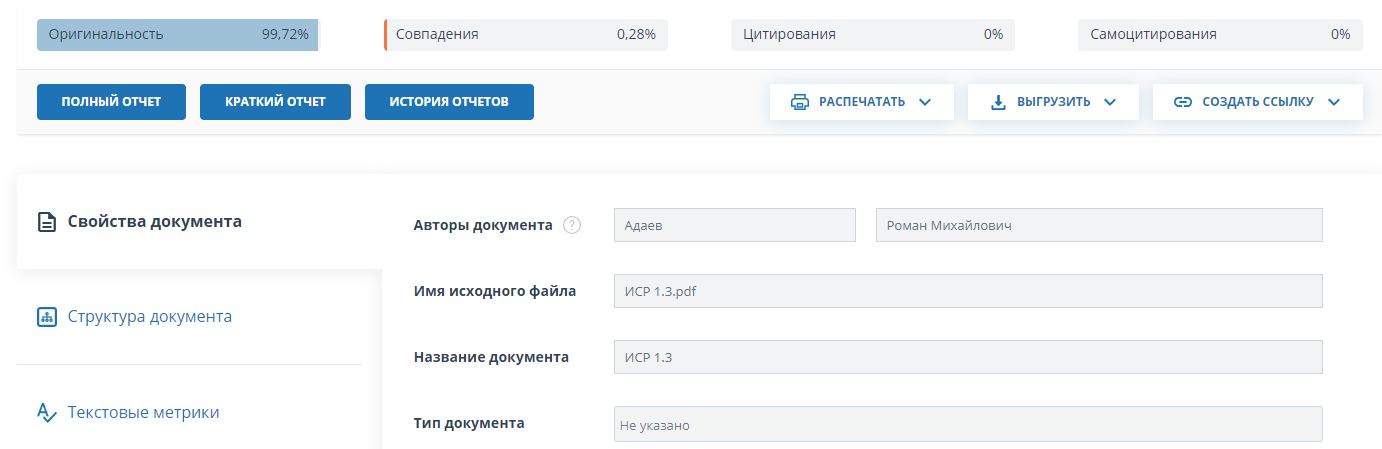 Оригинальность 99,72% Совпадения 0,28% Цитирования 0% Самоцитирования 0%
ПОЛНЫЙ ОТЧЕТ КРАТКИЙ ОТЧЕТ ИСТОРИЯ ОТЧЕТОВ РАСПЕЧАТАТЬ ВЫГРУЗИТЬ СОЗДАТЬ ССЫЛКУ
Свойства документа
Структура документа
Текстовые метрики
Авторы документа ? Адаев Роман Михайлович
Имя исходного файла ИСР 1.3.pdf
Название документа ИСР 1.3
Тип документа Не указано